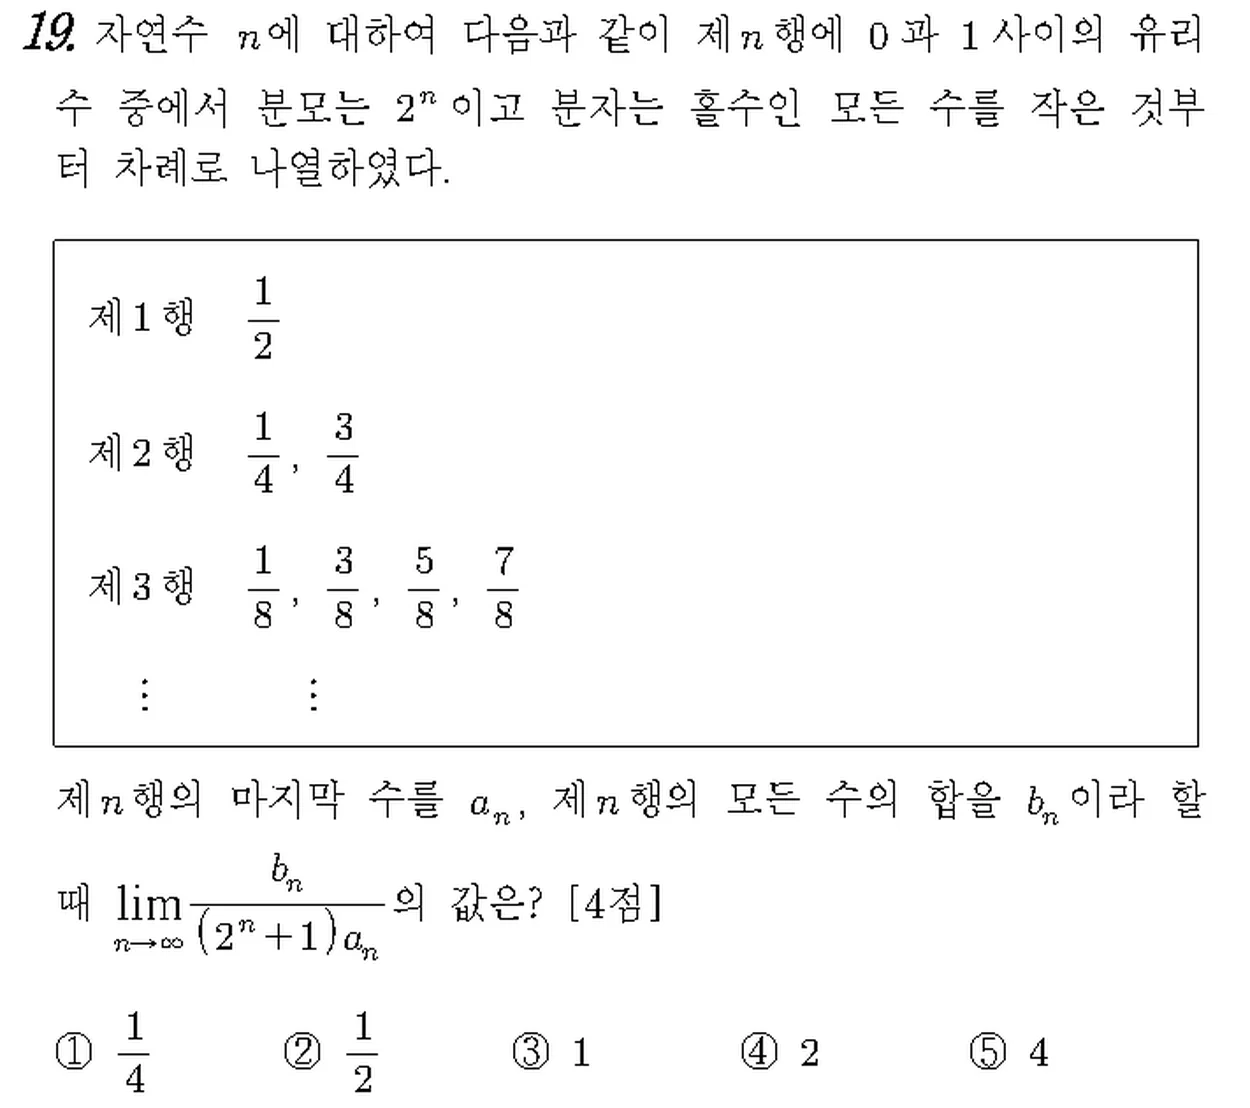 19. 자연수 n에 대하여 다음과 같이 제n행에 0과 1사이의 유리
수 중에서 분모는 2^n이고 분자는 홀수인 모든 수를 작은 것부
터 차례로 나열하였다.
제1행 1/2
제2행 1/4, 3/4
제3행 1/8, 3/8, 5/8, 7/8
⋮ ⋮
제n행의 마지막 수를 a_n, 제n행의 모든 수의 합을 b_n이라 할
때 lim_{n→∞} b_n/((2^n+1)a_n)의 값은? [4점]
① 1/4 ② 1/2 ③ 1 ④ 2 ⑤ 4